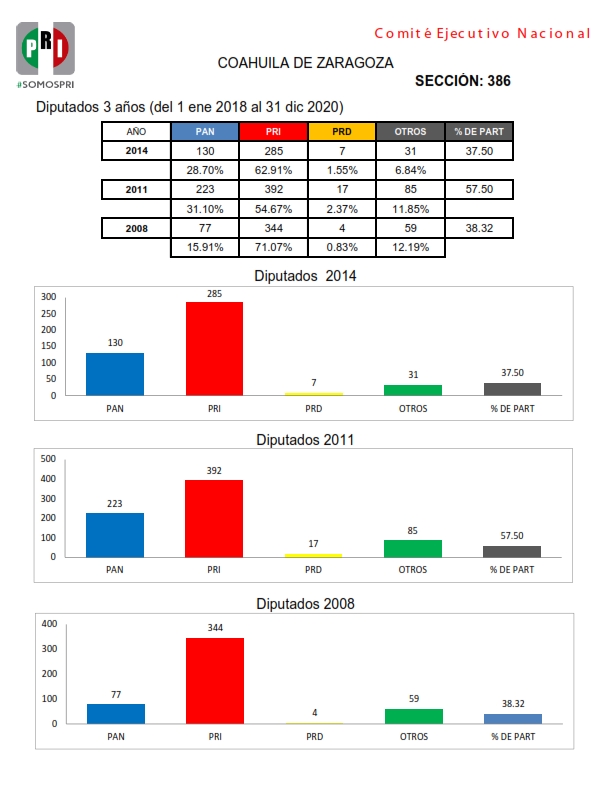 Comité Ejecutivo Nacional
PRI
#SOMOSPRI
COAHUILA DE ZARAGOZA
SECCIÓN: 386
Diputados 3 años (del 1 ene 2018 al 31 dic 2020)
AÑO PAN PRI PRD OTROS % DE PART
2014 130 285 7 31 37.50
28.70% 62.91% 1.55% 6.84%
2011 223 392 17 85 57.50
31.10% 54.67% 2.37% 11.85%
2008 77 344 4 59 38.32
15.91% 71.07% 0.83% 12.19%
Diputados 2014
300
250
200
150
100
50
0
130 285 7 31 37.50
PAN PRI PRD OTROS % DE PART
Diputados 2011
500
400
300
200
100
0
223 392 17 85 57.50
PAN PRI PRD OTROS % DE PART
Diputados 2008
400
300
200
100
0
77 344 4 59 38.32
PAN PRI PRD OTROS % DE PART